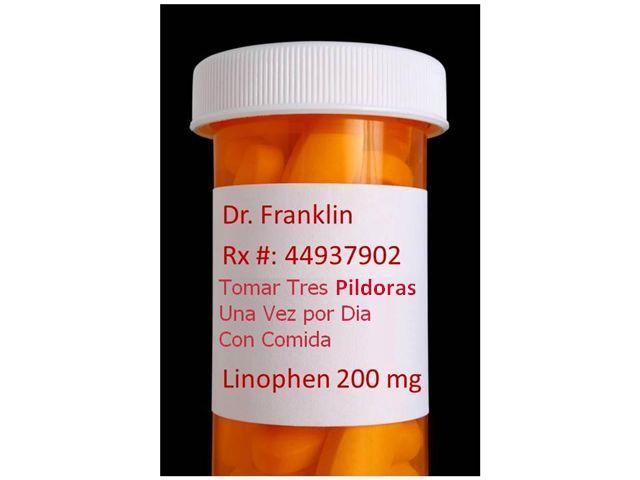 Dr. Franklin
Rx #: 44937902
Tomar Tres Pildoras
Una Vez por Dia
Con Comida
Linophen 200 mg